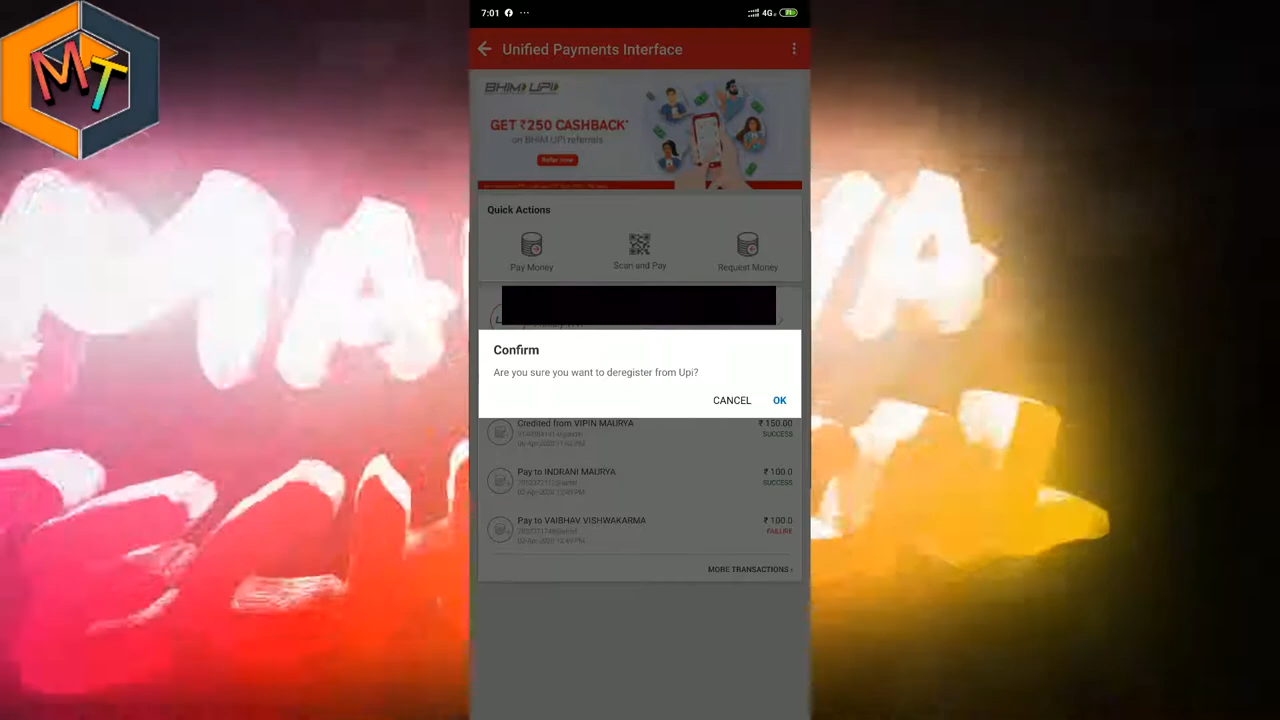 MT
7:01
4G
Unified Payments Interface
BHIM UPI
GET ₹250 CASHBACK*
on BHIM UPI referrals
Refer now
Quick Actions
Pay Money
Scan and Pay
Request Money
Confirm
Are you sure you want to deregister from Upi?
CANCEL
OK
Credited from VIPIN MAURYA
₹ 150.00
SUCCESS
Pay to INDRANI MAURYA
₹ 100.0
SUCCESS
Pay to VAIBHAV VISHWAKARMA
₹ 100.0
FAILURE
MORE TRANSACTIONS ›